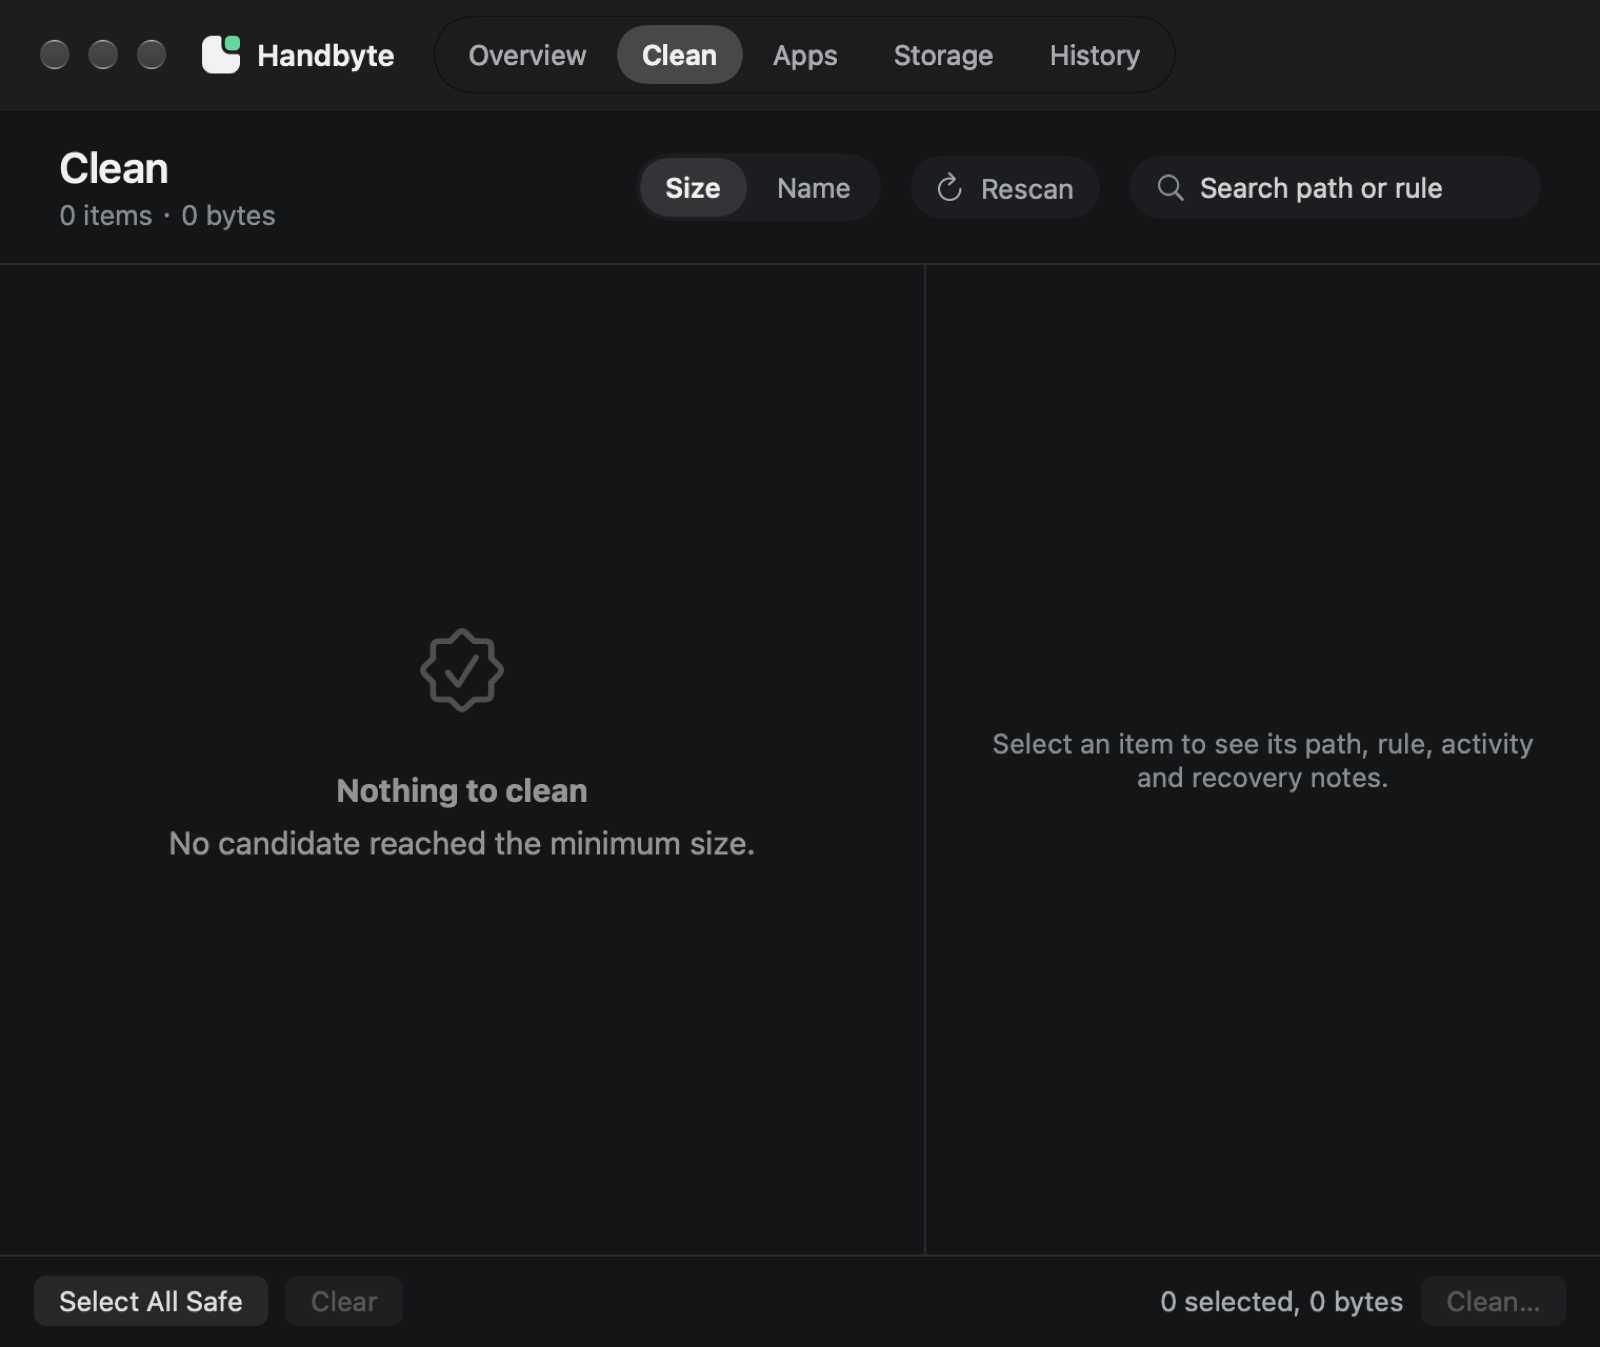 Handbyte
Overview
Clean
Apps
Storage
History
Clean
0 items · 0 bytes
Size
Name
Rescan
Search path or rule
Nothing to clean
No candidate reached the minimum size.
Select an item to see its path, rule, activity
and recovery notes.
Select All Safe
Clear
0 selected, 0 bytes
Clean...